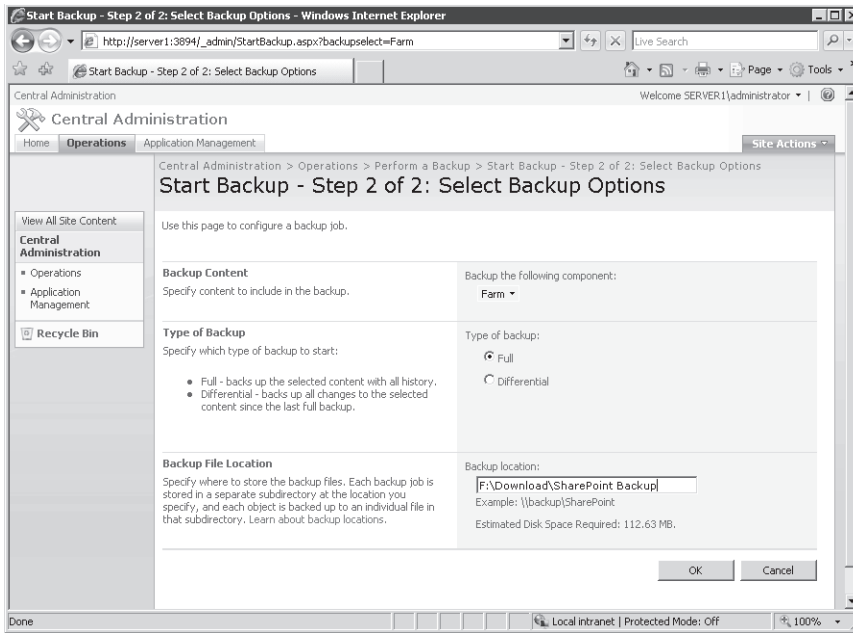 Start Backup - Step 2 of 2: Select Backup Options - Windows Internet Explorer
http://server1:3894/_admin/StartBackup.aspx?backupselect=Farm
Live Search
Start Backup - Step 2 of 2: Select Backup Options
Page
Tools
Central Administration
Welcome SERVER1\administrator
Central Administration
Home
Operations
Application Management
Site Actions
Central Administration > Operations > Perform a Backup > Start Backup - Step 2 of 2: Select Backup Options
Start Backup - Step 2 of 2: Select Backup Options
View All Site Content
Central
Administration
Operations
Application
Management
Recycle Bin
Use this page to configure a backup job.
Backup Content
Specify content to include in the backup.
Backup the following component:
Farm
Type of Backup
Specify which type of backup to start:
Full - backs up the selected content with all history.
Differential - backs up all changes to the selected
content since the last full backup.
Type of backup:
Full
Differential
Backup File Location
Specify where to store the backup files. Each backup job is
stored in a separate subdirectory at the location you
specify, and each object is backed up to an individual file in
that subdirectory. Learn about backup locations.
Backup location:
F:\Download\SharePoint Backup
Example: \\backup\SharePoint
Estimated Disk Space Required: 112.63 MB.
OK
Cancel
Done
Local intranet | Protected Mode: Off
100%